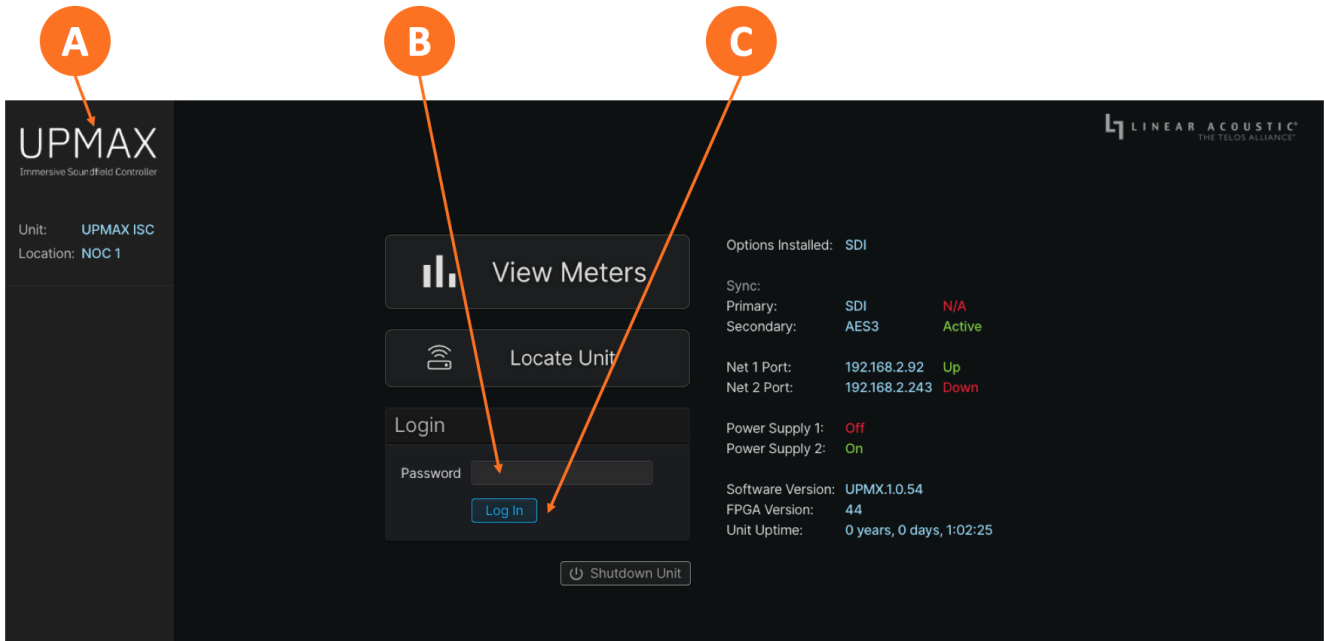 A
B
C
UPMAX
Immersive Soundfield Controller
LINEAR ACOUSTIC®
THE TELOS ALLIANCE™
Unit: UPMAX ISC
Location: NOC 1
View Meters
Locate Unit
Login
Password
Log In
Shutdown Unit
Options Installed: SDI
Sync:
Primary: SDI N/A
Secondary: AES3 Active
Net 1 Port: 192.168.2.92 Up
Net 2 Port: 192.168.2.243 Down
Power Supply 1: Off
Power Supply 2: On
Software Version: UPMX.1.0.54
FPGA Version: 44
Unit Uptime: 0 years, 0 days, 1:02:25